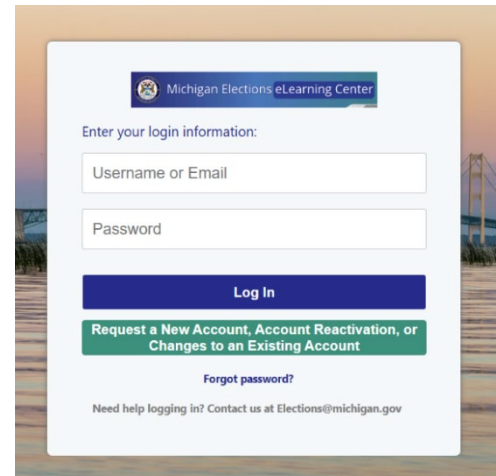 Michigan Elections eLearning Center
Enter your login information:
Username or Email
Password
Log In
Request a New Account, Account Reactivation, or
Changes to an Existing Account
Forgot password?
Need help logging in? Contact us at Elections@michigan.gov